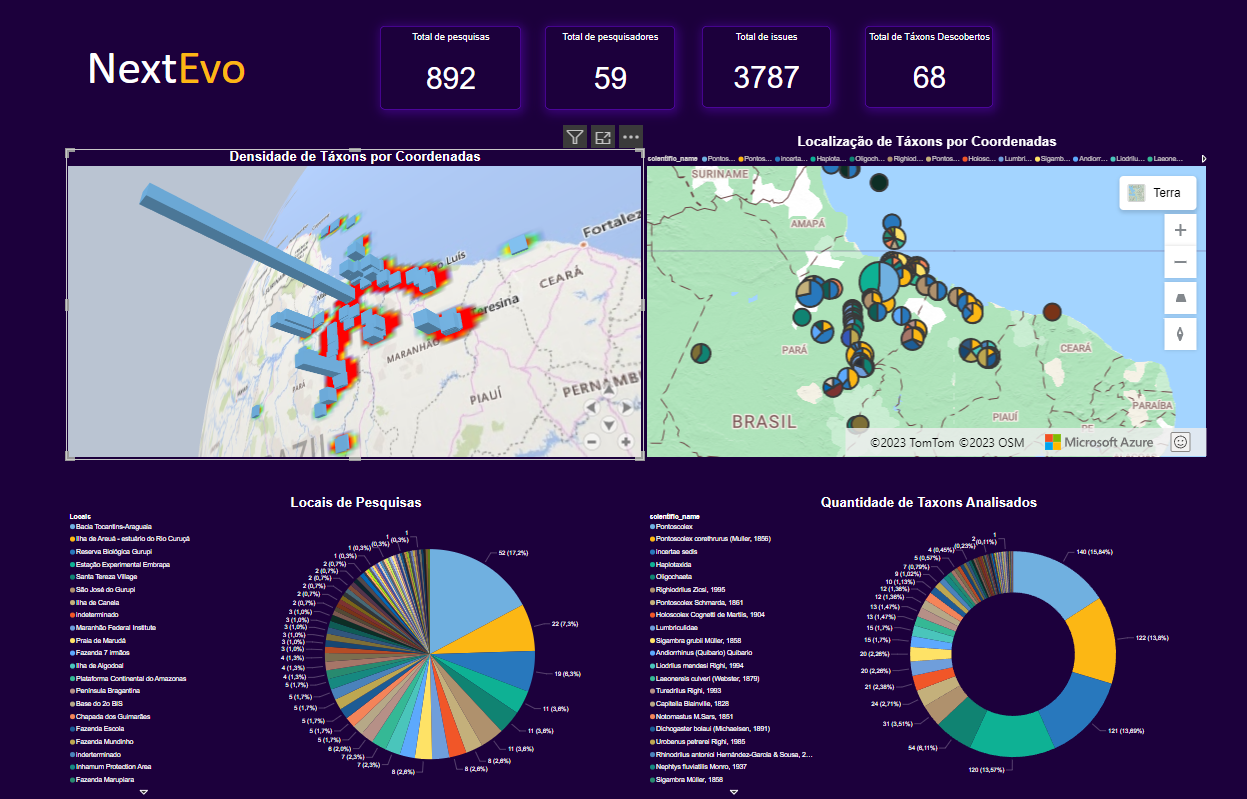 NextEvo
Total de pesquisas
892
Total de pesquisadores
59
Total de issues
3787
Total de Táxons Descobertos
68
Densidade de Táxons por Coordenadas
Fortalez
CEARÁ
MARANHÃO
PIAUÍ
PERNAMB
Localização de Táxons por Coordenadas
scientific_name Pontos... Pontos... Incerta... Haplota... Oligoch... Righiod... Pontos... Holosc... Lumbri... Sigamb... Andiorr... Liodrilu... Laeone...
SURINAME
AMAPÁ
PARÁ
CEARÁ
PARAÍBA
PIAUÍ
BRASIL
Terra
©2023 TomTom ©2023 OSM
Microsoft Azure
Locais de Pesquisas
Locais
Bacia Tocantins-Araguaia
Ilha de Areuá - estuário do Rio Curuçá
Reserva Biológica Gurupi
Estação Experimental Embrapa
Santa Tereza Village
São José do Gurupi
Ilha de Canela
indeterminado
Maranhão Federal Institute
Praia de Marudá
Fazenda 7 irmãos
Ilha de Algodoal
Plataforma Continental do Amazonas
Península Bragantina
Base do 2o BIS
Chapada dos Guimarães
Fazenda Escola
Fazenda Mundinho
Indeterminado
Inhamum Protection Area
Fazenda Marupiara
52 (17,2%)
22 (7,3%)
19 (6,3%)
11 (3,6%)
11 (3,6%)
8 (2,6%)
8 (2,6%)
8 (2,6%)
7 (2,3%)
7 (2,3%)
6 (2,0%)
5 (1,7%)
5 (1,7%)
5 (1,7%)
5 (1,7%)
5 (1,7%)
4 (1,3%)
4 (1,3%)
4 (1,3%)
3 (1,0%)
3 (1,0%)
3 (1,0%)
3 (1,0%)
3 (1,0%)
2 (0,7%)
2 (0,7%)
2 (0,7%)
2 (0,7%)
2 (0,7%)
1 (0,3%)
1 (0,3%)
1 (0,3%)
1 (0,3%)
1
Quantidade de Taxons Analisados
scientific_name
Pontoscolex
Pontoscolex corethrurus (Muller, 1856)
Incertae sedis
Haplotaxida
Oligochaeta
Righiodrilus Zicsi, 1995
Pontoscolex Schmarda, 1861
Holoscolex Cognetti de Martiis, 1904
Lumbriculidae
Sigambra grubii Müller, 1858
Andiorrhinus (Quibario) Quibario
Liodrilus mendesi Righi, 1994
Laeonereis culveri (Webster, 1879)
Turedrilus Righi, 1993
Capitella Blainville, 1828
Notomastus M.Sars, 1851
Dichogaster bolaui (Michaelsen, 1891)
Urobenus petrerei Righi, 1985
Rhinodrilus antonioi Hernández-García & Sousa, 2...
Nephtys fluviatilis Monro, 1937
Sigambra Müller, 1858
140 (15,84%)
122 (13,8%)
121 (13,69%)
120 (13,57%)
54 (6,11%)
31 (3,51%)
24 (2,71%)
21 (2,38%)
20 (2,26%)
20 (2,26%)
15 (1,7%)
15 (1,7%)
13 (1,47%)
13 (1,47%)
12 (1,36%)
12 (1,36%)
10 (1,13%)
9 (1,02%)
7 (0,79%)
5 (0,57%)
4 (0,45%)
2 (0,23%)
2 (0,11%)
1